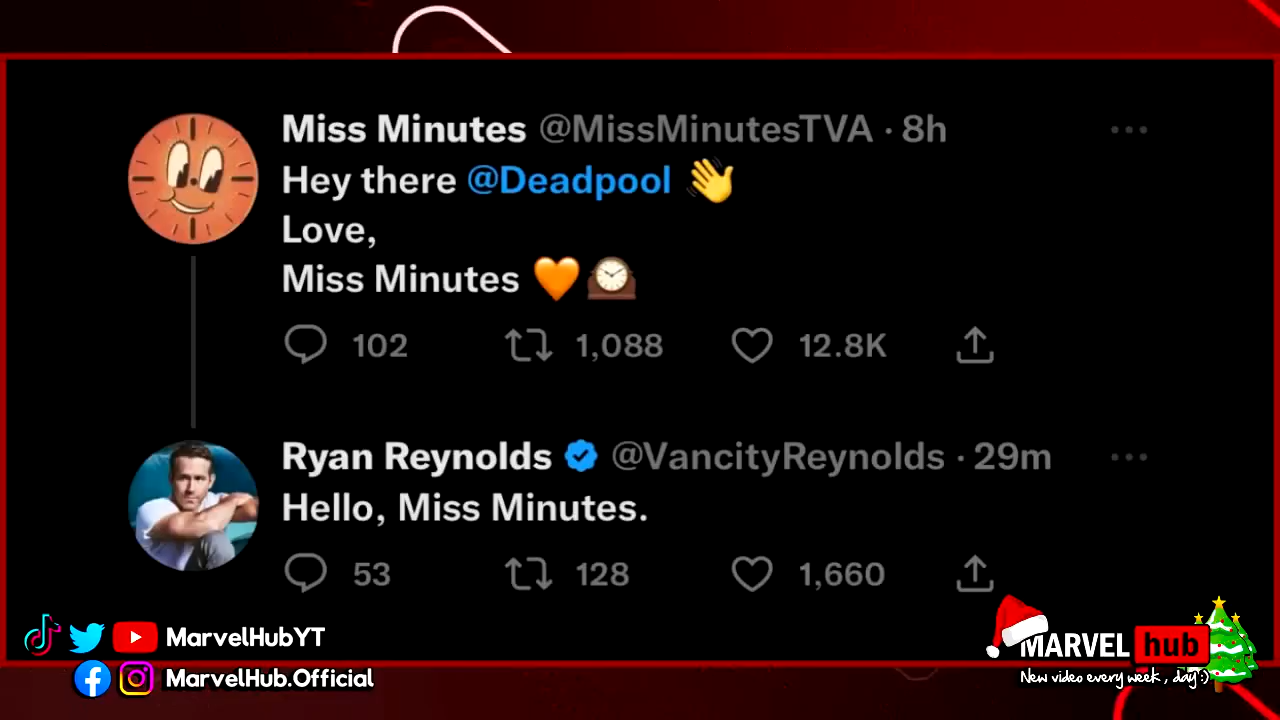 Miss Minutes @MissMinutesTVA · 8h
Hey there @Deadpool 👋
Love,
Miss Minutes 🧡 🕰️
102 1,088 12.8K
Ryan Reynolds @VancityReynolds · 29m
Hello, Miss Minutes.
53 128 1,660
MarvelHubYT
MarvelHub.Official
MARVEL hub
New video every week, day :)